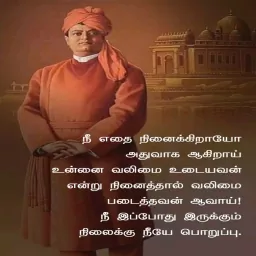 நீ எதை நினைக்கிறாயோ
அதுவாக ஆகிறாய்
உன்னை வலிமை உடையவன்
என்று நினைத்தால் வலிமை
படைத்தவன் ஆவாய்!
நீ இப்போது இருக்கும்
நிலைக்கு நீயே பொறுப்பு.